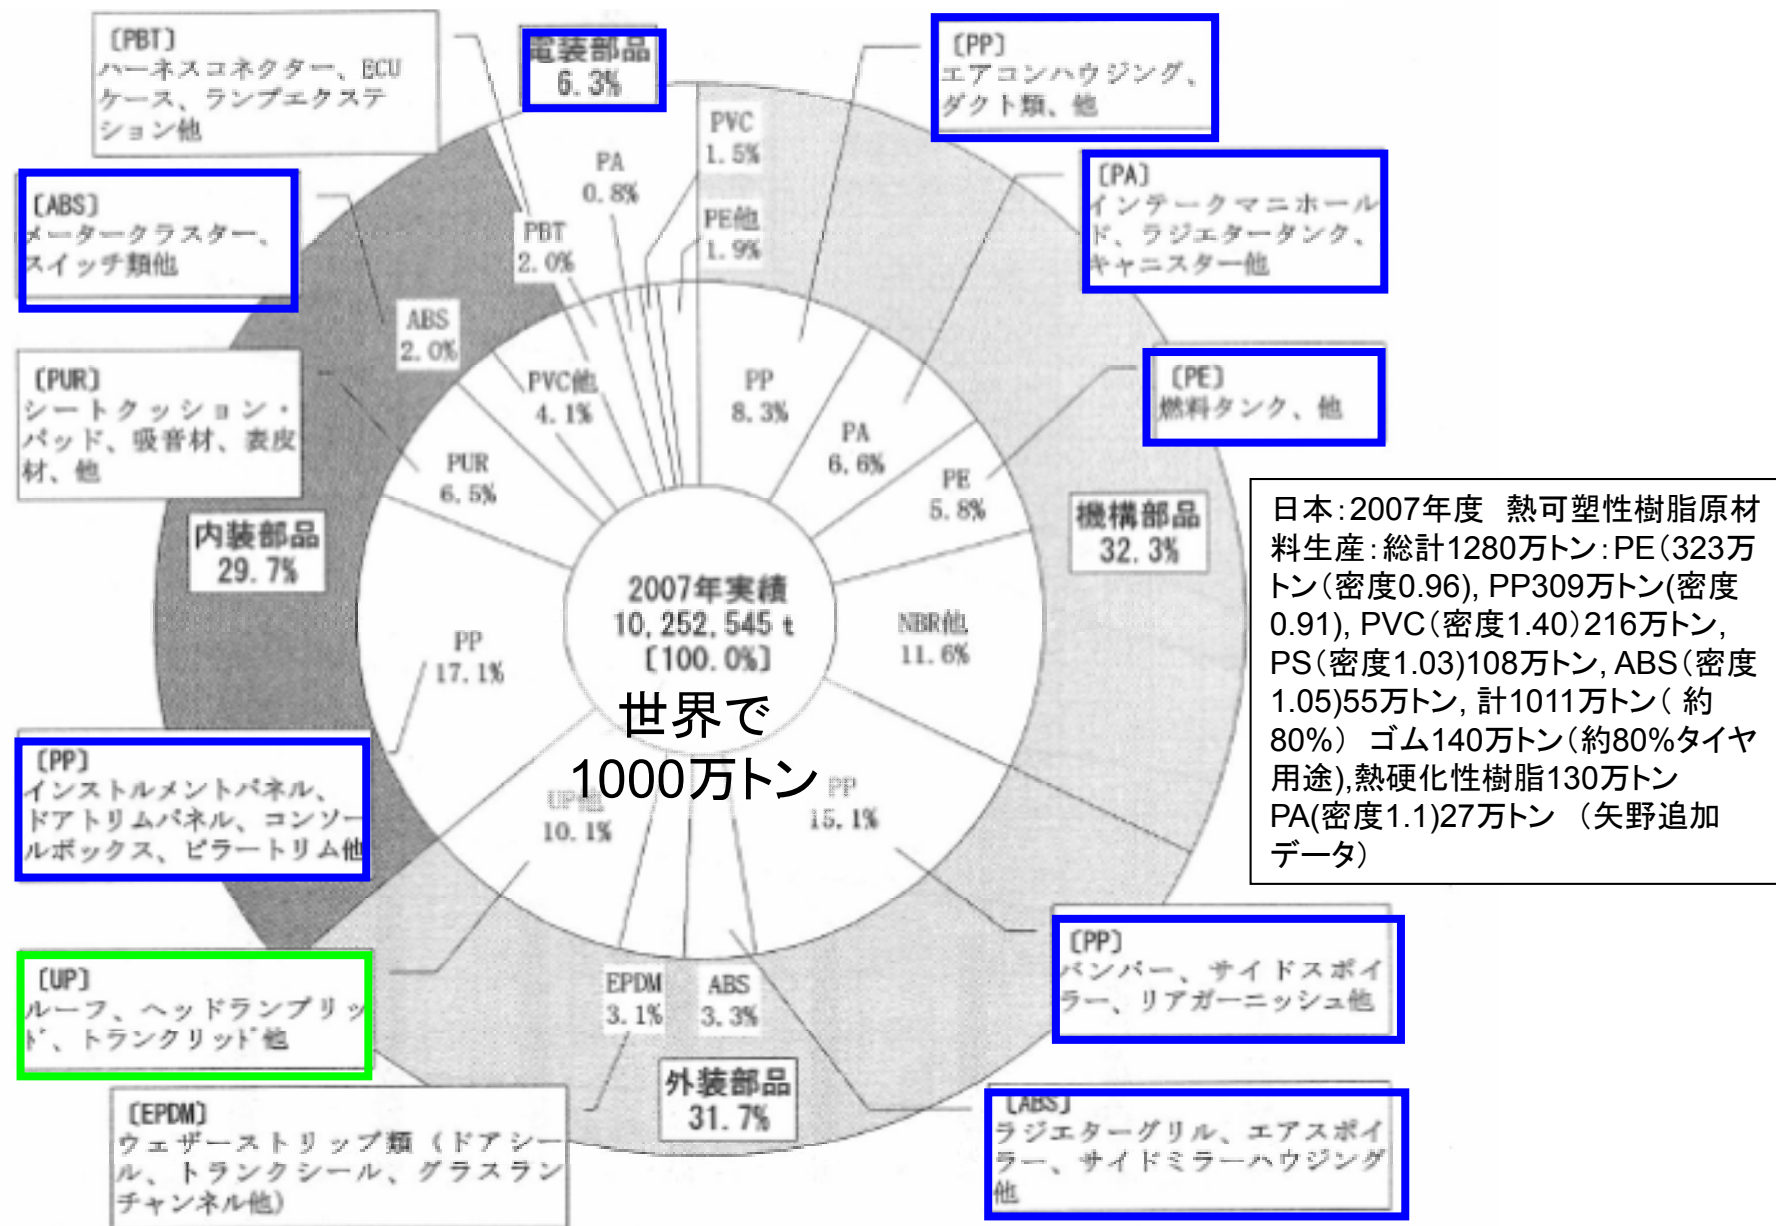 〔PBT〕
ハーネスコネクター、ECU
ケース、ランプエクステ
ション他
電装部品
6.3%
〔PP〕
エアコンハウジング、
ダクト類、他
〔PA〕
インテークマニホール
ド、ラジエタータンク、
キャニスター他
〔ABS〕
メータークラスター、
スイッチ類他
〔PE〕
燃料タンク、他
〔PUR〕
シートクッション・
パッド、吸音材、表皮
材、他
PVC
1.5%
PE他
1.9%
PA
0.8%
PBT
2.0%
ABS
2.0%
PVC他
4.1%
PUR
6.5%
PP
8.3%
PA
6.6%
PE
5.8%
内装部品
29.7%
機構部品
32.3%
2007年実績
10,252,545 t
[100.0%]
世界で
1000万トン
NBR他
11.6%
PP
17.1%
UP他
10.1%
PP
15.1%
日本:2007年度 熱可塑性樹脂原材
料生産:総計1280万トン:PE(323万
トン(密度0.96), PP309万トン(密度
0.91), PVC(密度1.40)216万トン,
PS(密度1.03)108万トン, ABS(密度
1.05)55万トン, 計1011万トン( 約
80%) ゴム140万トン(約80%タイヤ
用途),熱硬化性樹脂130万トン
PA(密度1.1)27万トン (矢野追加
データ)
〔PP〕
インストルメントパネル、
ドアトリムパネル、コンソー
ルボックス、ピラートリム他
〔PP〕
バンパー、サイドスポイ
ラー、リアガーニッシュ他
〔UP〕
ルーフ、ヘッドランプリッ
ド、トランクリッド他
EPDM
3.1%
ABS
3.3%
外装部品
31.7%
〔EPDM〕
ウェザーストリップ類(ドアシー
ル、トランクシール、グラスラン
チャンネル他)
〔ABS〕
ラジエターグリル、エアスポイ
ラー、サイドミラーハウジング
他